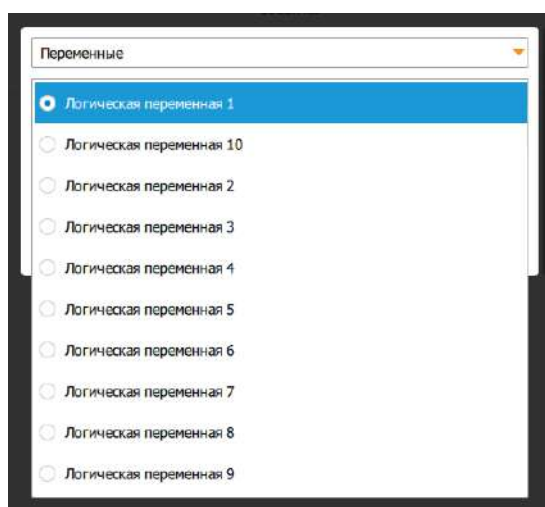 Переменные
Логическая переменная 1
Логическая переменная 10
Логическая переменная 2
Логическая переменная 3
Логическая переменная 4
Логическая переменная 5
Логическая переменная 6
Логическая переменная 7
Логическая переменная 8
Логическая переменная 9